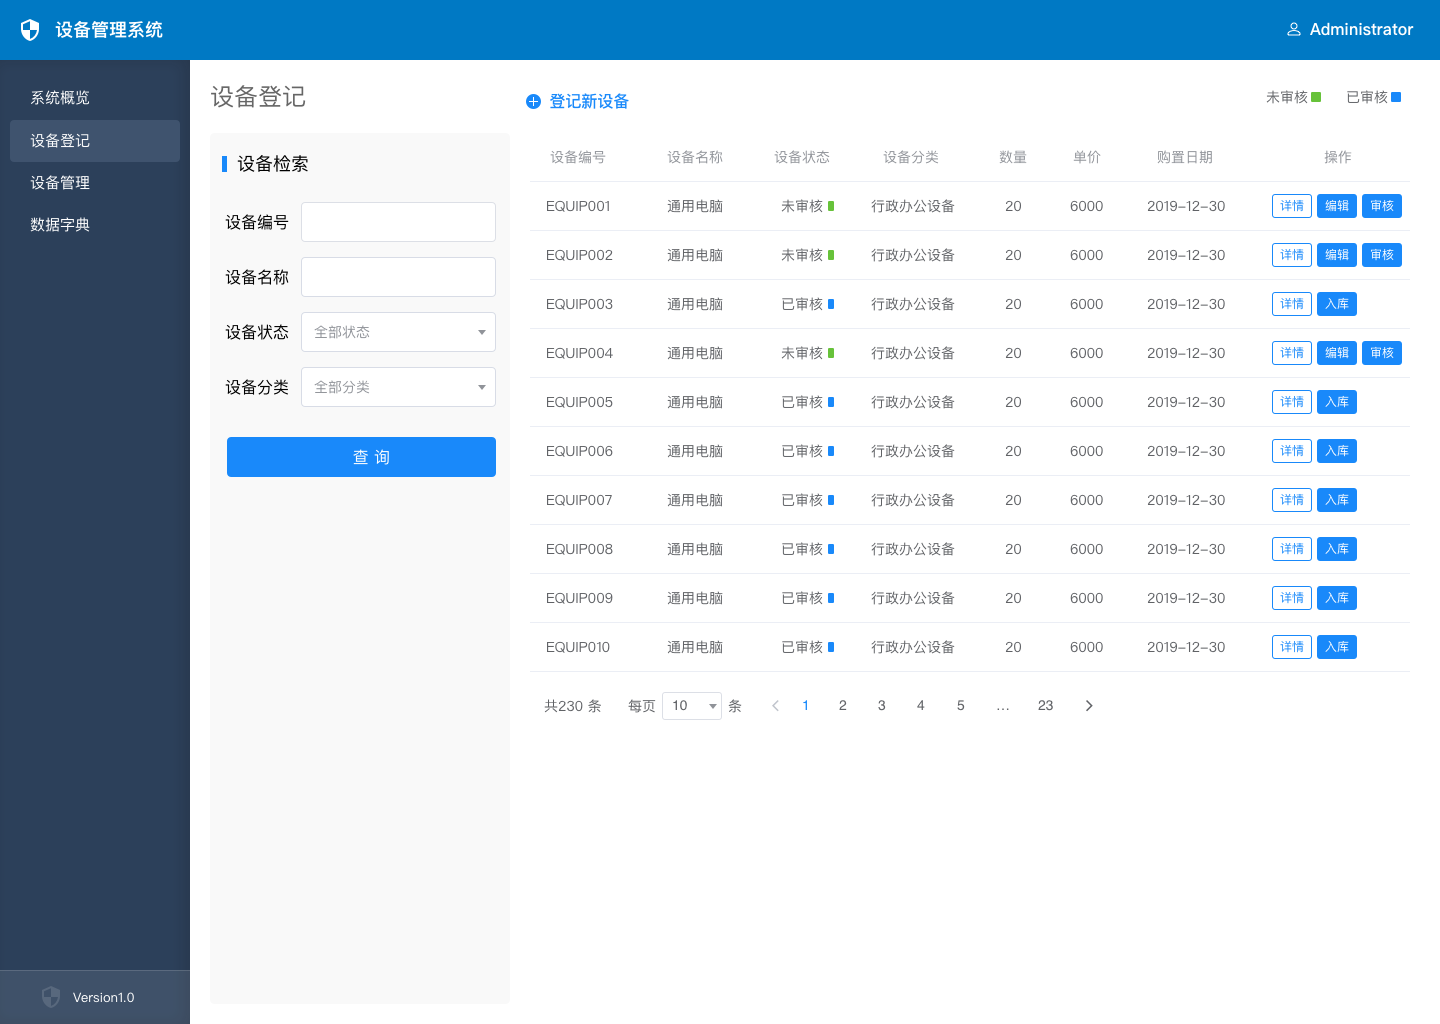 设备管理系统
Administrator
系统概览
设备登记
设备管理
数据字典
Version1.0
设备登记
设备检索
设备编号
设备名称
设备状态 全部状态
设备分类 全部分类
查 询
登记新设备
未审核 已审核
设备编号 设备名称 设备状态 设备分类 数量 单价 购置日期 操作
EQUIP001 通用电脑 未审核 行政办公设备 20 6000 2019-12-30 详情 编辑 审核
EQUIP002 通用电脑 未审核 行政办公设备 20 6000 2019-12-30 详情 编辑 审核
EQUIP003 通用电脑 已审核 行政办公设备 20 6000 2019-12-30 详情 入库
EQUIP004 通用电脑 未审核 行政办公设备 20 6000 2019-12-30 详情 编辑 审核
EQUIP005 通用电脑 已审核 行政办公设备 20 6000 2019-12-30 详情 入库
EQUIP006 通用电脑 已审核 行政办公设备 20 6000 2019-12-30 详情 入库
EQUIP007 通用电脑 已审核 行政办公设备 20 6000 2019-12-30 详情 入库
EQUIP008 通用电脑 已审核 行政办公设备 20 6000 2019-12-30 详情 入库
EQUIP009 通用电脑 已审核 行政办公设备 20 6000 2019-12-30 详情 入库
EQUIP010 通用电脑 已审核 行政办公设备 20 6000 2019-12-30 详情 入库
共230 条 每页 10 条 1 2 3 4 5 ... 23